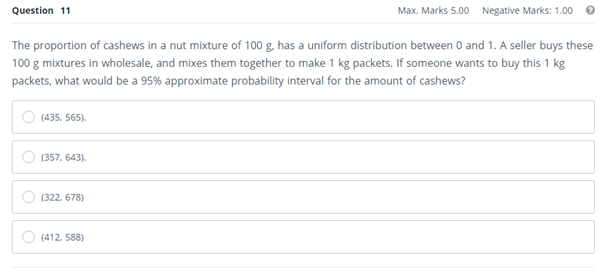 Question 11 Max. Marks 5.00 Negative Marks: 1.00
The proportion of cashews in a nut mixture of 100 g, has a uniform distribution between 0 and 1. A seller buys these
100 g mixtures in wholesale, and mixes them together to make 1 kg packets. If someone wants to buy this 1 kg
packets, what would be a 95% approximate probability interval for the amount of cashews?
(435, 565).
(357, 643).
(322, 678)
(412, 588)